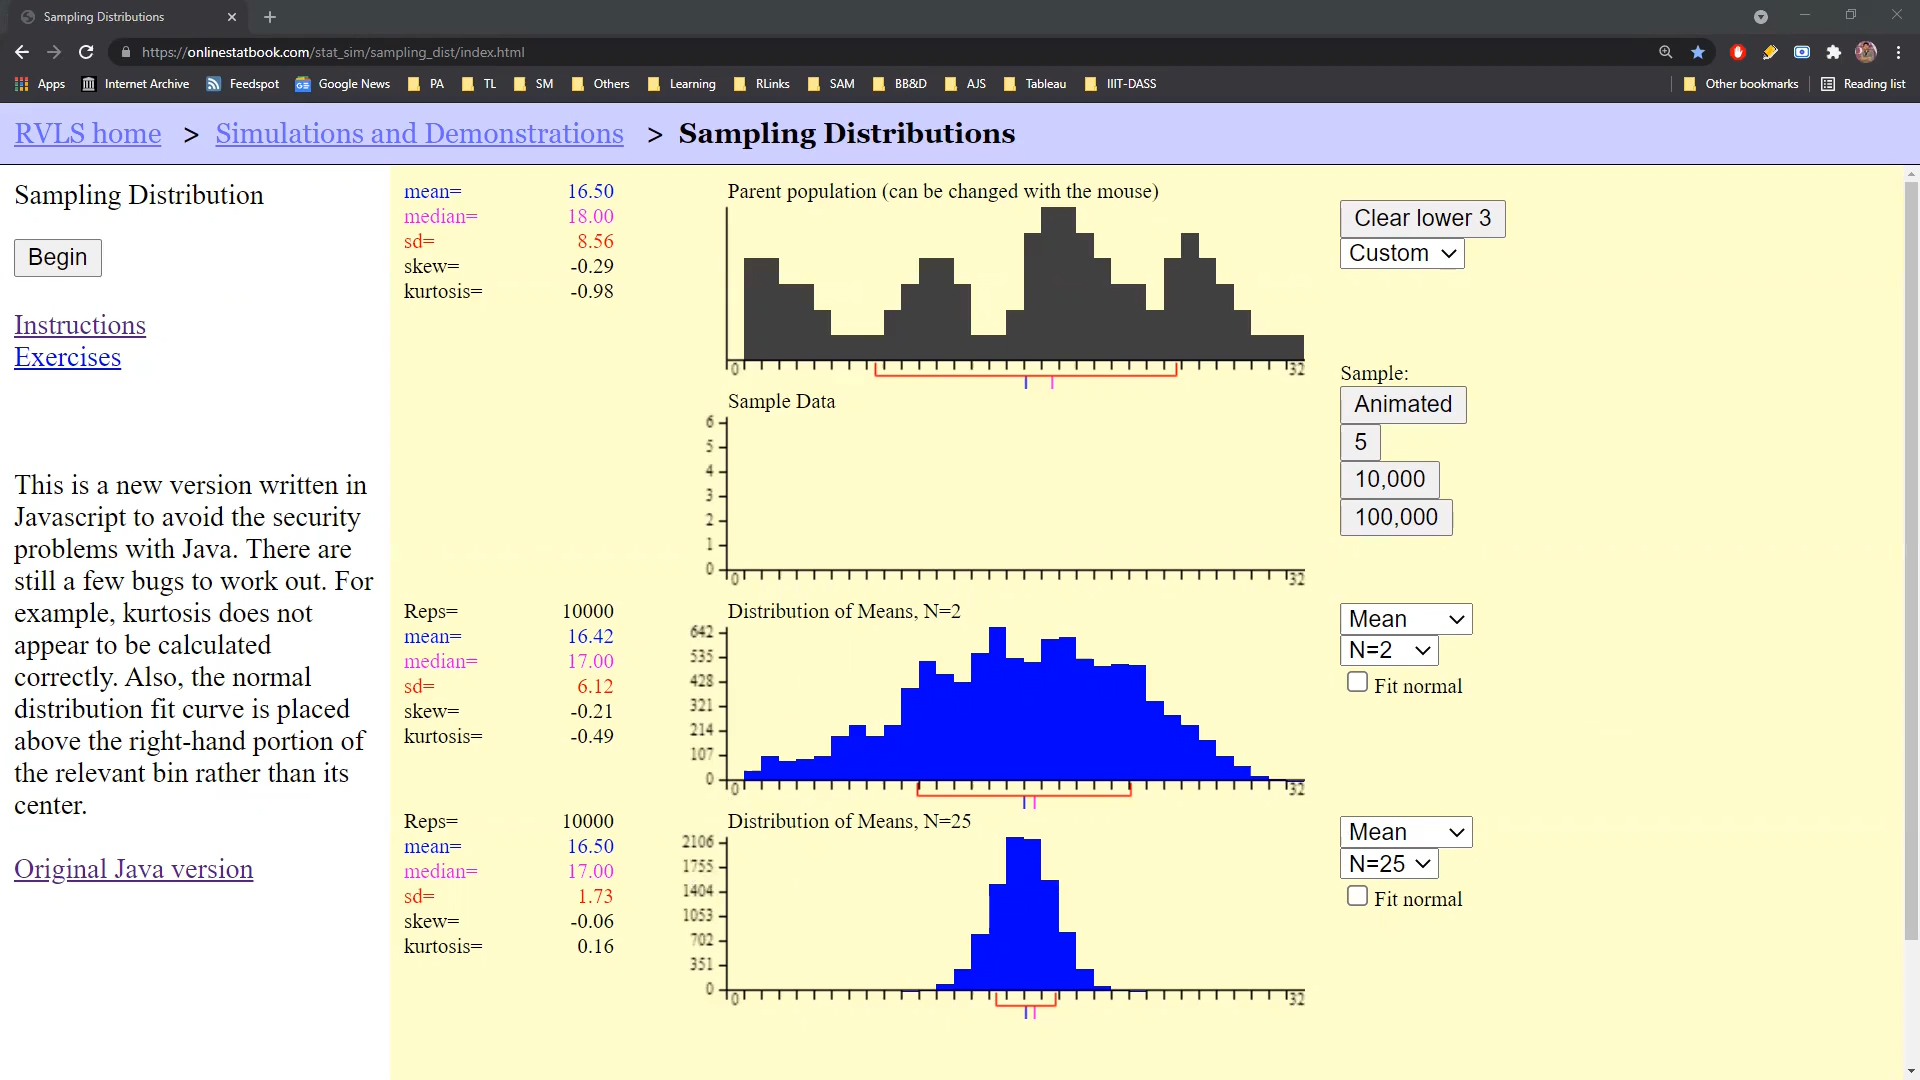 Sampling Distributions
https://onlinestatbook.com/stat_sim/sampling_dist/index.html
Apps Internet Archive Feedspot Google News PA TL SM Others Learning RLinks SAM BB&D AJS Tableau IIIT-DASS Other bookmarks Reading list
RVLS home > Simulations and Demonstrations > Sampling Distributions
Sampling Distribution
Begin
Instructions
Exercises
This is a new version written in
Javascript to avoid the security
problems with Java. There are
still a few bugs to work out. For
example, kurtosis does not
appear to be calculated
correctly. Also, the normal
distribution fit curve is placed
above the right-hand portion of
the relevant bin rather than its
center.
Original Java version
mean= 16.50
median= 18.00
sd= 8.56
skew= -0.29
kurtosis= -0.98
Parent population (can be changed with the mouse)
0 32
Clear lower 3
Custom
Sample Data
6
5
4
3
2
1
0
0 32
Sample:
Animated
5
10,000
100,000
Reps= 10000
mean= 16.42
median= 17.00
sd= 6.12
skew= -0.21
kurtosis= -0.49
Distribution of Means, N=2
642
535
428
321
214
107
0
0 32
Mean
N=2
Fit normal
Reps= 10000
mean= 16.50
median= 17.00
sd= 1.73
skew= -0.06
kurtosis= 0.16
Distribution of Means, N=25
2106
1755
1404
1053
702
351
0
0 32
Mean
N=25
Fit normal